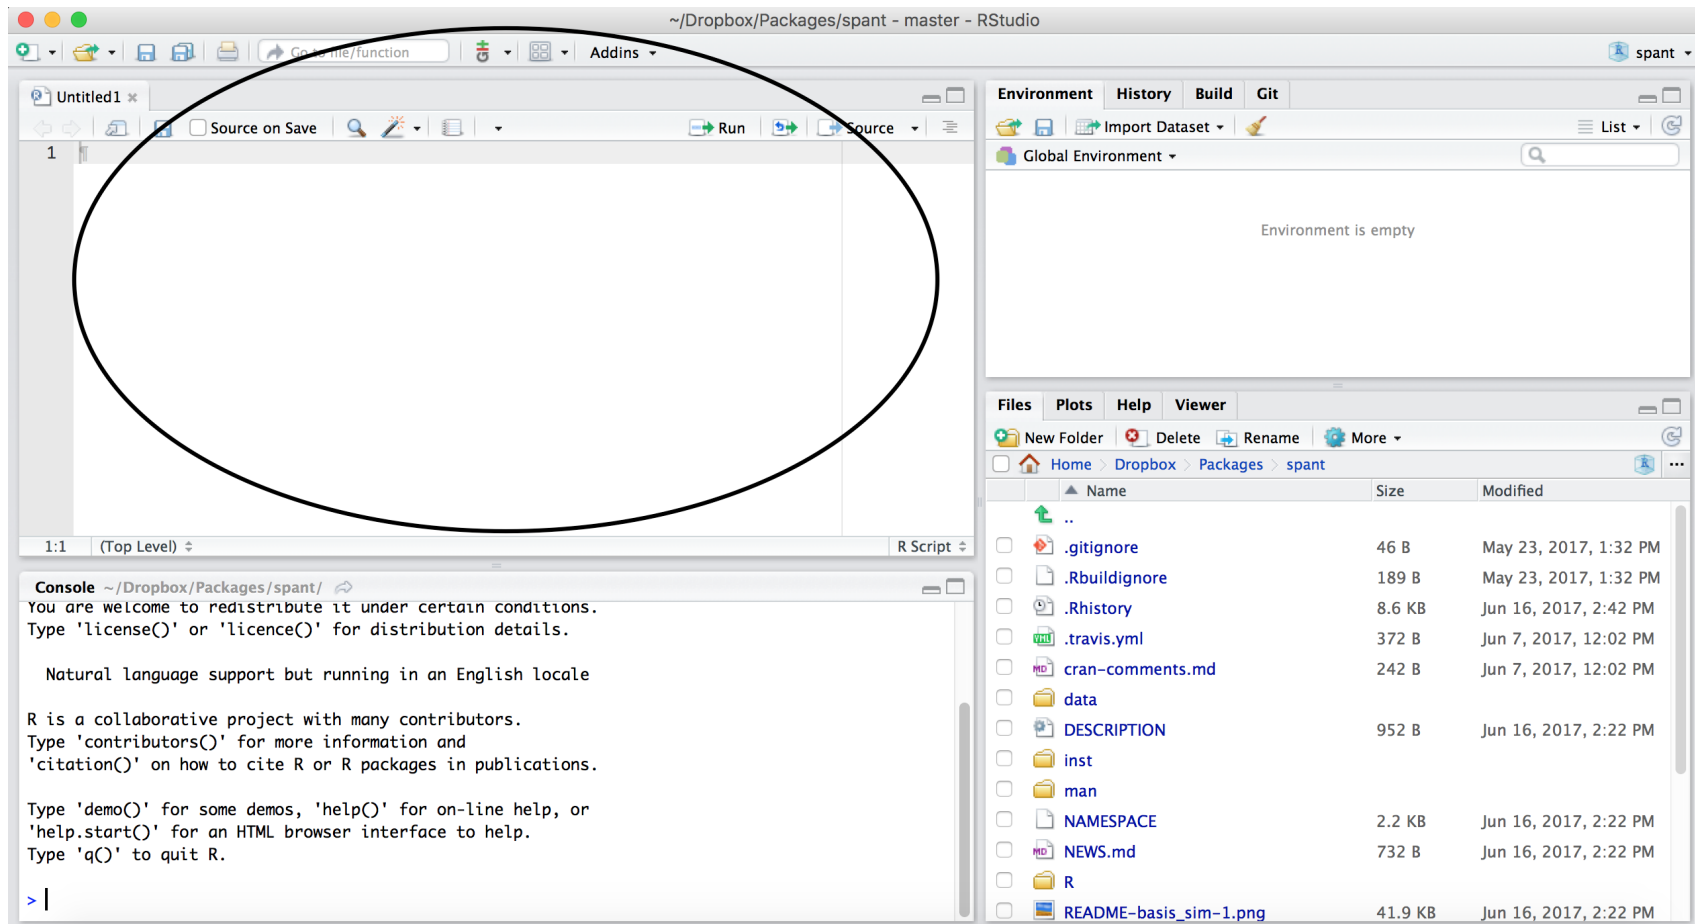 ~/Dropbox/Packages/spant - master - RStudio
Go to file/function
Addins
spant
Untitled1
Source on Save
Run
Source
1
1:1 (Top Level) R Script
Console ~/Dropbox/Packages/spant/
You are welcome to redistribute it under certain conditions.
Type 'license()' or 'licence()' for distribution details.
Natural language support but running in an English locale
R is a collaborative project with many contributors.
Type 'contributors()' for more information and
'citation()' on how to cite R or R packages in publications.
Type 'demo()' for some demos, 'help()' for on-line help, or
'help.start()' for an HTML browser interface to help.
Type 'q()' to quit R.
>
Environment History Build Git
Import Dataset List
Global Environment
Environment is empty
Files Plots Help Viewer
New Folder Delete Rename More
Home Dropbox Packages spant ...
Name Size Modified
..
.gitignore 46 B May 23, 2017, 1:32 PM
.Rbuildignore 189 B May 23, 2017, 1:32 PM
.Rhistory 8.6 KB Jun 16, 2017, 2:42 PM
.travis.yml 372 B Jun 7, 2017, 12:02 PM
cran-comments.md 242 B Jun 7, 2017, 12:02 PM
data
DESCRIPTION 952 B Jun 16, 2017, 2:22 PM
inst
man
NAMESPACE 2.2 KB Jun 16, 2017, 2:22 PM
NEWS.md 732 B Jun 16, 2017, 2:22 PM
R
README-basis_sim-1.png 41.9 KB Jun 16, 2017, 2:22 PM